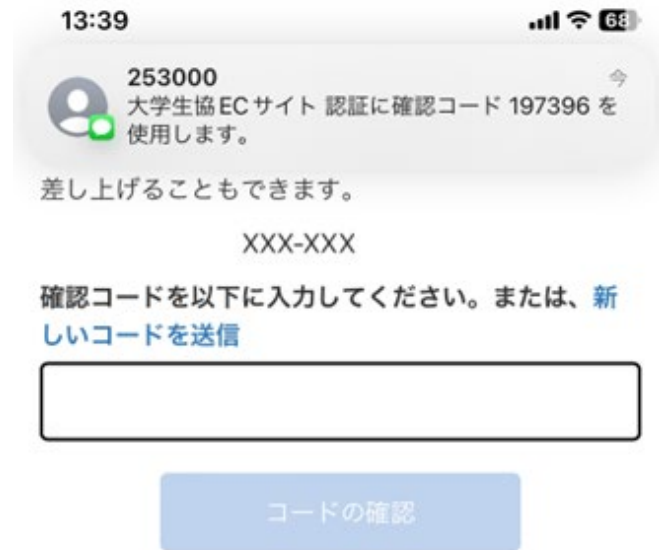 13:39
68
253000
今
大学生協ECサイト 認証に確認コード 197396 を
使用します。
差し上げることもできます。
XXX-XXX
確認コードを以下に入力してください。または、新
しいコードを送信
コードの確認